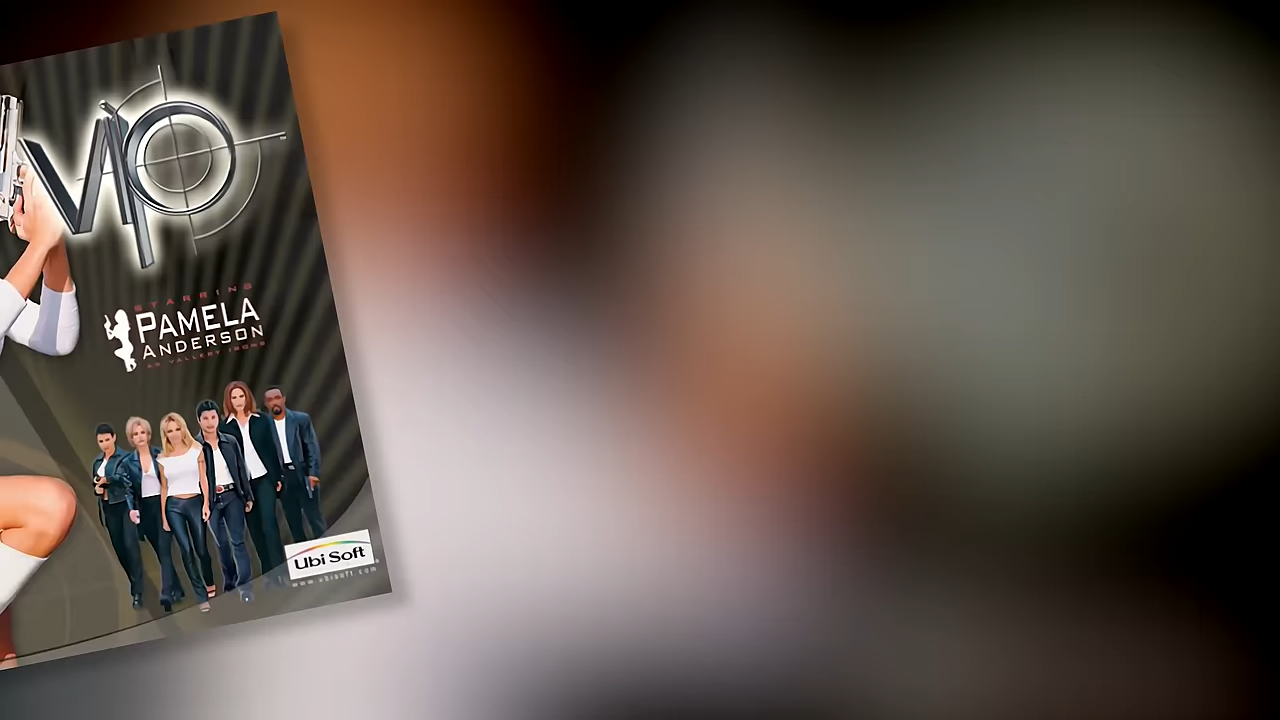 VIP
STARRING
PAMELA
ANDERSON
AS VALLERY IRONS
Ubi Soft
www.ubisoft.com